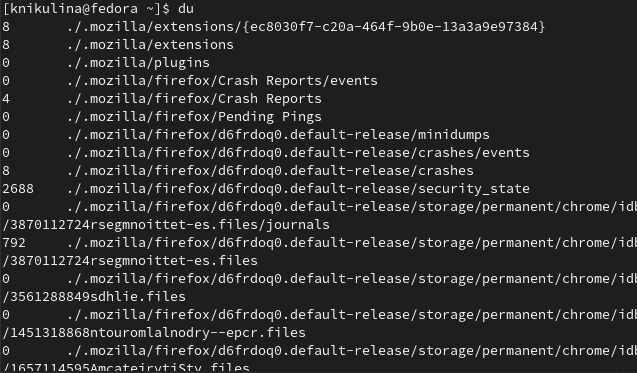 [knikulina@fedora ~]$ du
8 ./.mozilla/extensions/{ec8030f7-c20a-464f-9b0e-13a3a9e97384}
8 ./.mozilla/extensions
0 ./.mozilla/plugins
0 ./.mozilla/firefox/Crash Reports/events
4 ./.mozilla/firefox/Crash Reports
0 ./.mozilla/firefox/Pending Pings
0 ./.mozilla/firefox/d6frdoq0.default-release/minidumps
0 ./.mozilla/firefox/d6frdoq0.default-release/crashes/events
8 ./.mozilla/firefox/d6frdoq0.default-release/crashes
2688 ./.mozilla/firefox/d6frdoq0.default-release/security_state
0 ./.mozilla/firefox/d6frdoq0.default-release/storage/permanent/chrome/idb
/3870112724rsegmnoittet-es.files/journals
792 ./.mozilla/firefox/d6frdoq0.default-release/storage/permanent/chrome/idb
/3870112724rsegmnoittet-es.files
0 ./.mozilla/firefox/d6frdoq0.default-release/storage/permanent/chrome/idb
/3561288849sdhlie.files
0 ./.mozilla/firefox/d6frdoq0.default-release/storage/permanent/chrome/idb
/1451318868ntouromlalnodry--epcr.files
0 ./.mozilla/firefox/d6frdoq0.default-release/storage/permanent/chrome/idb
/1657114595AmcateirvtiSty.files